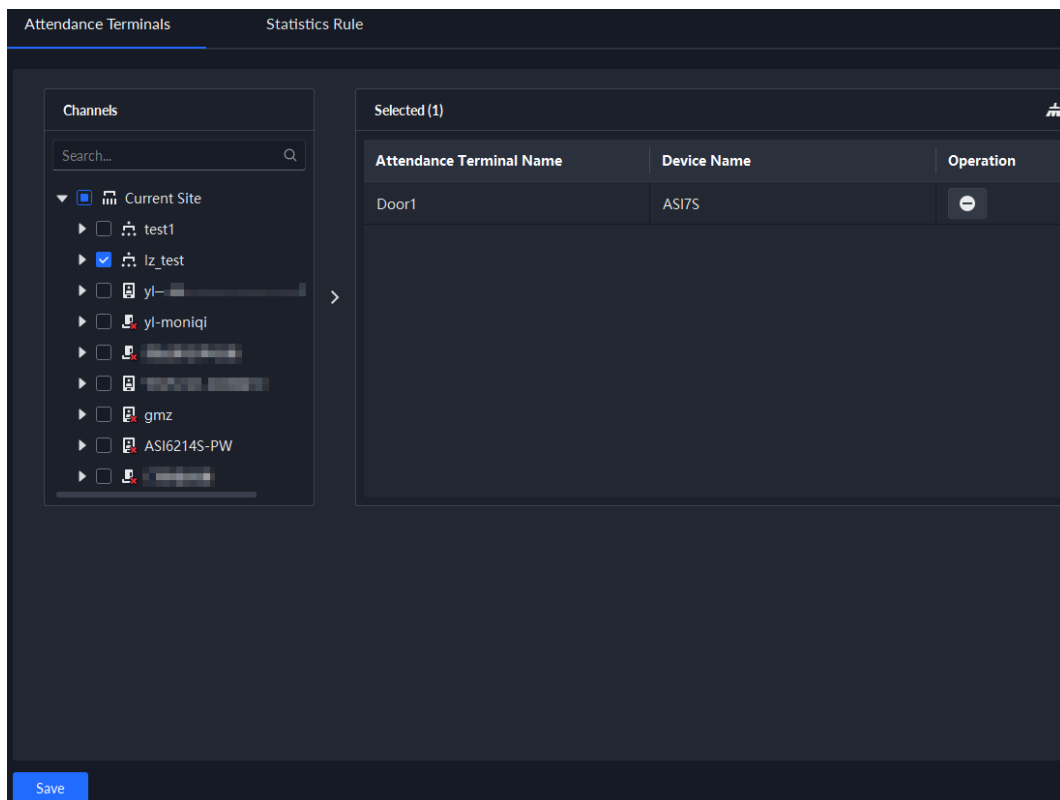 Attendance Terminals
Statistics Rule
Channels
Search...
Current Site
test1
lz_test
yl-
yl-moniqi
gmz
ASI6214S-PW
Selected (1)
Attendance Terminal Name Device Name Operation
Door1 ASI7S
Save